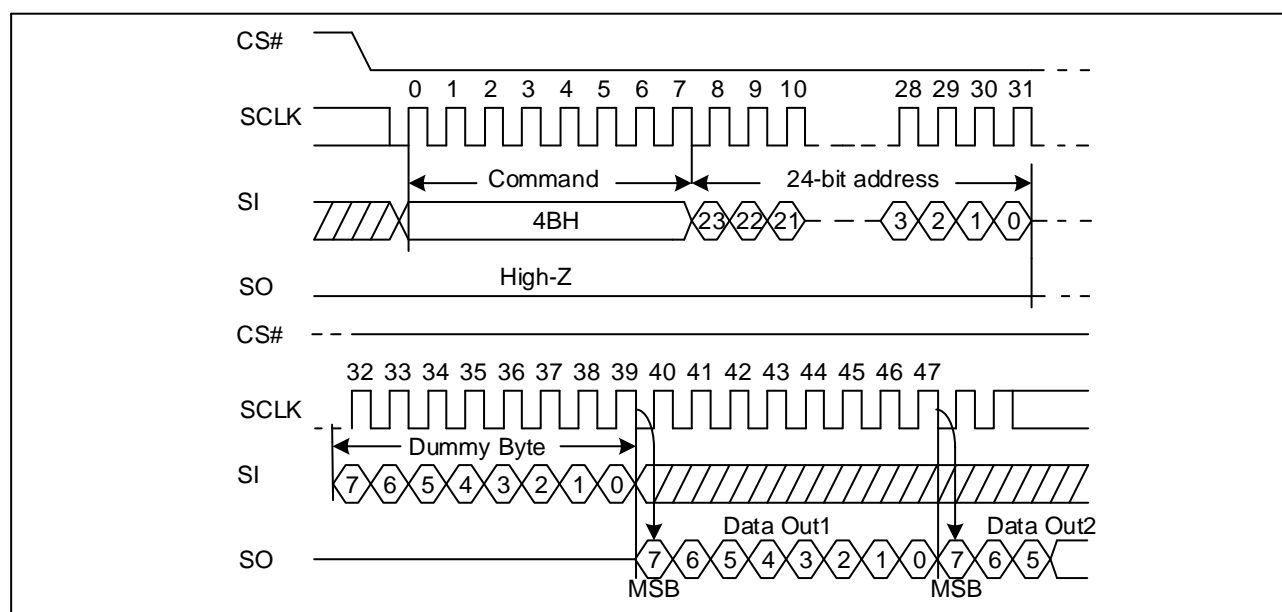 CS#
0 1 2 3 4 5 6 7 8 9 10 28 29 30 31
SCLK
Command 24-bit address
SI
4BH 23 22 21 3 2 1 0
High-Z
SO
CS#
32 33 34 35 36 37 38 39 40 41 42 43 44 45 46 47
SCLK
Dummy Byte
SI
7 6 5 4 3 2 1 0
Data Out1 Data Out2
SO
7 6 5 4 3 2 1 0 7 6 5
MSB MSB